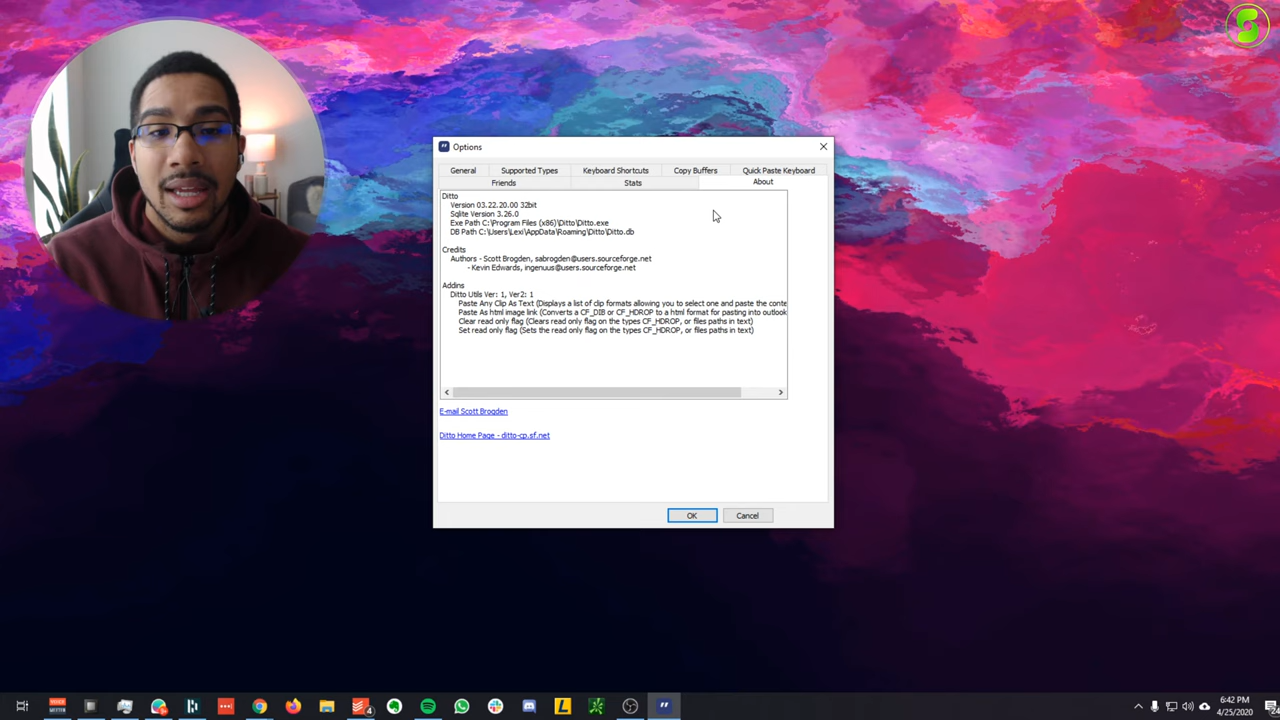 Options
General
Supported Types
Keyboard Shortcuts
Copy Buffers
Quick Paste Keyboard
Friends
Stats
About
Ditto
Version 03.22.20.00 32bit
Sqlite Version 3.26.0
Exe Path C:\Program Files (x86)\Ditto\Ditto.exe
DB Path C:\Users\Lexi\AppData\Roaming\Ditto\Ditto.db
Credits
Authors - Scott Brogden, sabrogden@users.sourceforge.net
- Kevin Edwards, ingenuus@users.sourceforge.net
Addins
Ditto Utils Ver: 1, Ver2: 1
Paste Any Clip As Text (Displays a list of clip formats allowing you to select one and paste the conte
Paste As html image link (Converts a CF_DIB or CF_HDROP to a html format for pasting into outlook
Clear read only flag (Clears read only flag on the types CF_HDROP, or files paths in text)
Set read only flag (Sets the read only flag on the types CF_HDROP, or files paths in text)
E-mail Scott Brogden
Ditto Home Page - ditto-cp.sf.net
OK
Cancel
4
L
6:42 PM
4/25/2020